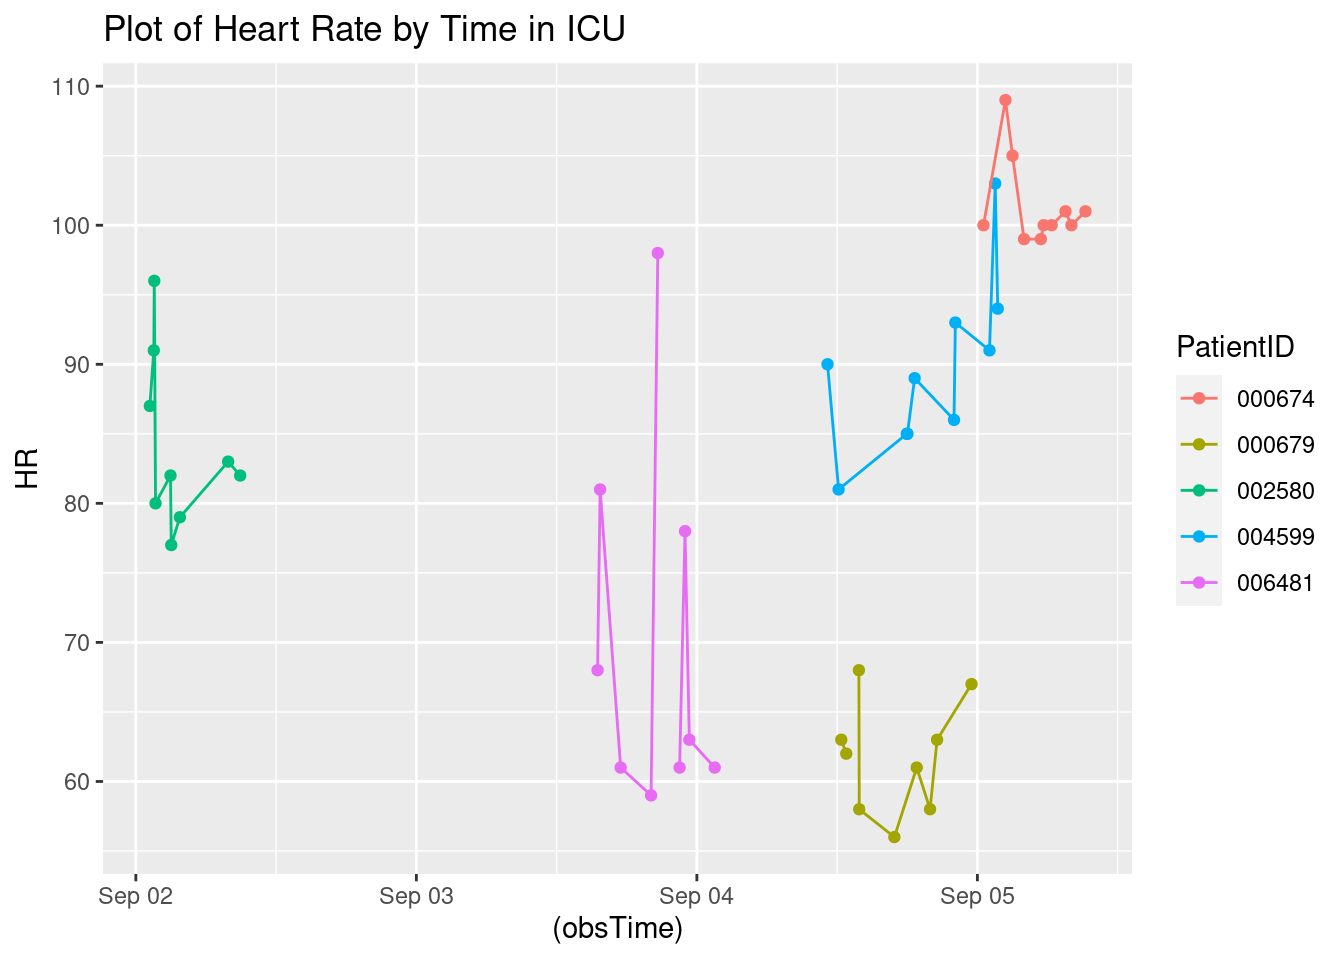 Plot of Heart Rate by Time in ICU
110
100
90
80
70
60
HR
Sep 02
Sep 03
Sep 04
Sep 05
(obsTime)
PatientID
000674
000679
002580
004599
006481